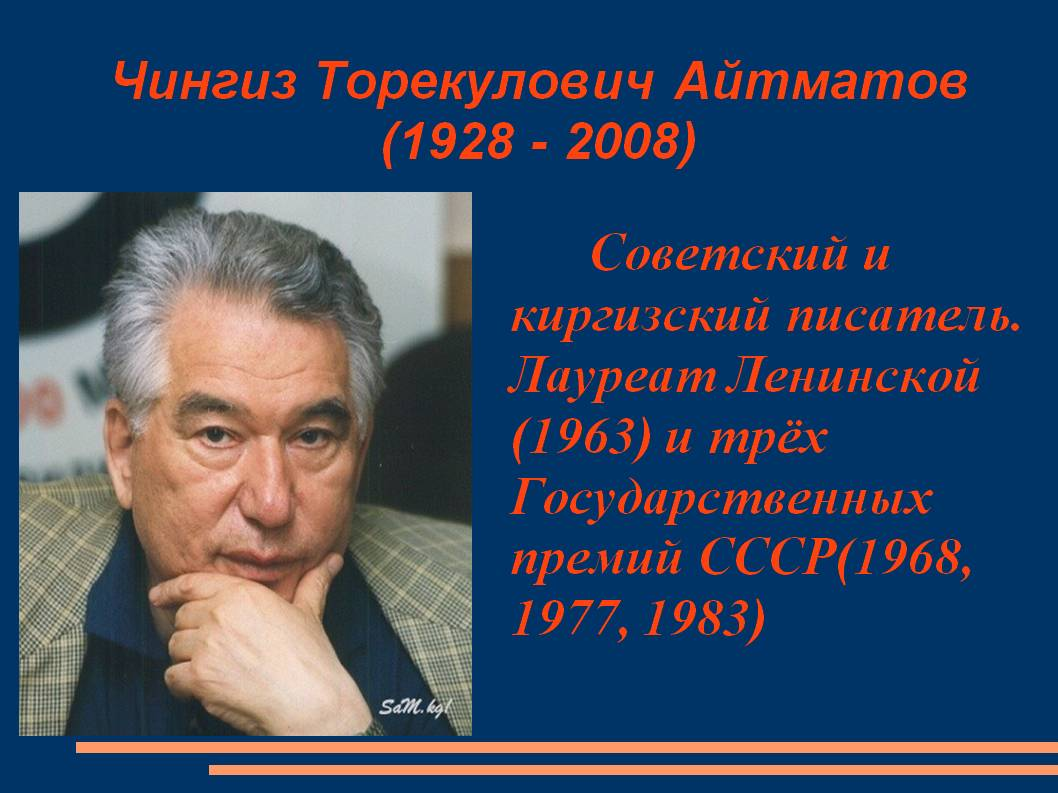 Чингиз Торекулович Айтматов
(1928 - 2008)
Советский и
киргизский писатель.
Лауреат Ленинской
(1963) и трёх
Государственных
премий СССР(1968,
1977, 1983)
SaM.kg